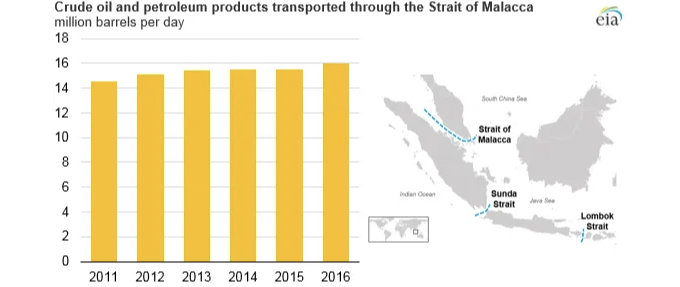 Crude oil and petroleum products transported through the Strait of Malacca
million barrels per day
eia
18
16
14
12
10
8
6
4
2
0
2011 2012 2013 2014 2015 2016
South China Sea
Strait of
Malacca
Indian Ocean
Sunda
Strait
Java Sea
Lombok
Strait